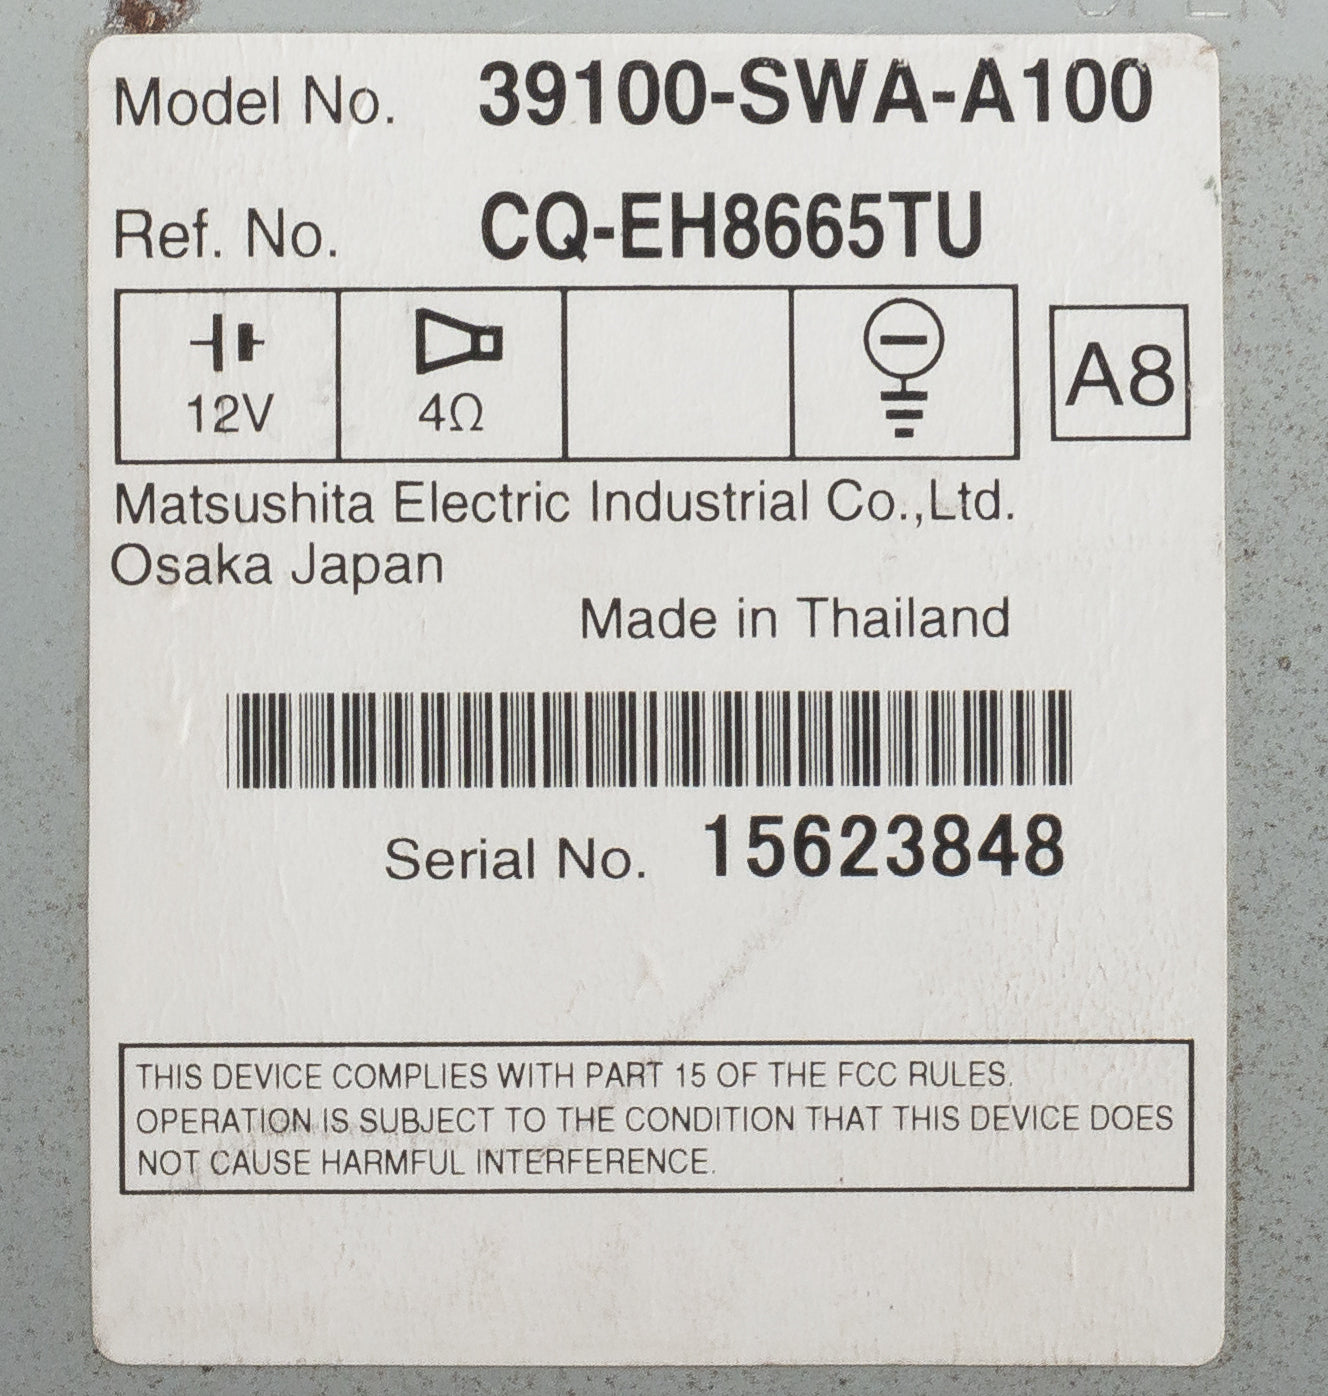 OPEN
Model No. 39100-SWA-A100
Ref. No. CQ-EH8665TU
12V 4Ω A8
Matsushita Electric Industrial Co.,Ltd.
Osaka Japan
Made in Thailand
Serial No. 15623848
THIS DEVICE COMPLIES WITH PART 15 OF THE FCC RULES.
OPERATION IS SUBJECT TO THE CONDITION THAT THIS DEVICE DOES
NOT CAUSE HARMFUL INTERFERENCE.